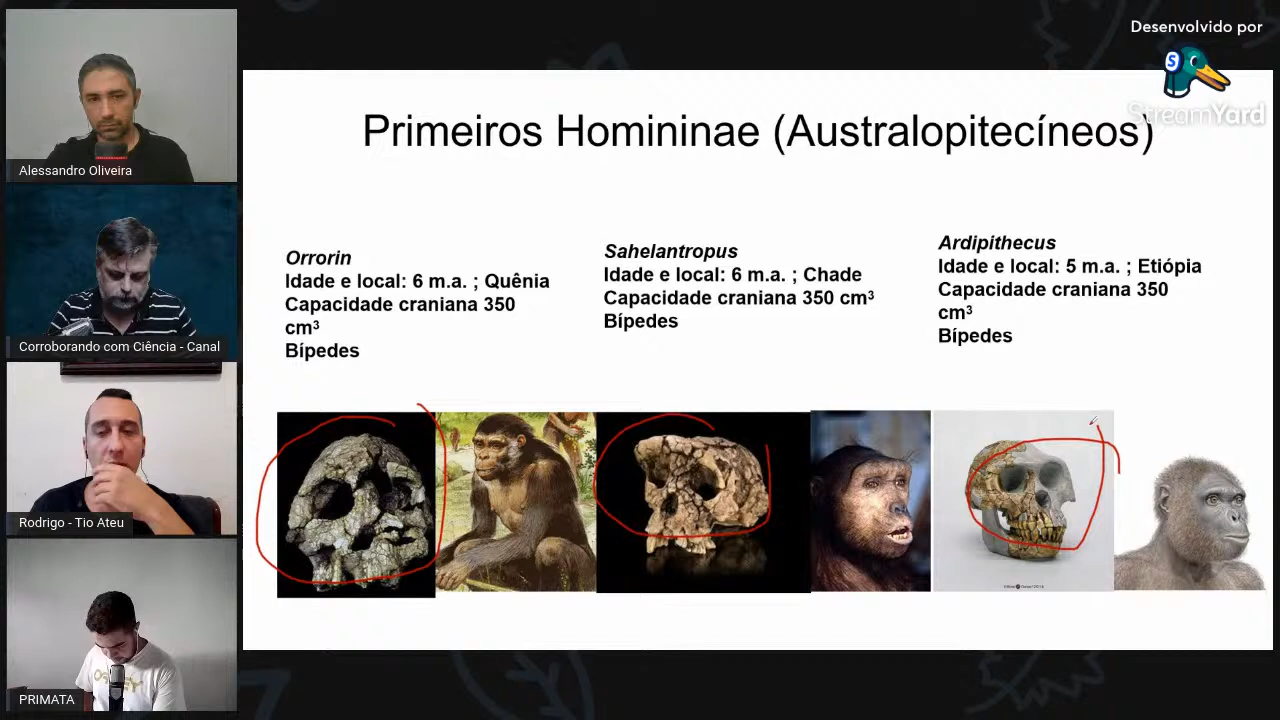 Desenvolvido por
StreamYard
Primeiros Homininae (Australopitecíneos)
Orrorin
Idade e local: 6 m.a. ; Quênia
Capacidade craniana 350
cm³
Bípedes
Sahelantropus
Idade e local: 6 m.a. ; Chade
Capacidade craniana 350 cm³
Bípedes
Ardipithecus
Idade e local: 5 m.a. ; Etiópia
Capacidade craniana 350
cm³
Bípedes
Alessandro Oliveira
Corroborando com Ciência - Canal
Rodrigo - Tio Ateu
PRIMATA